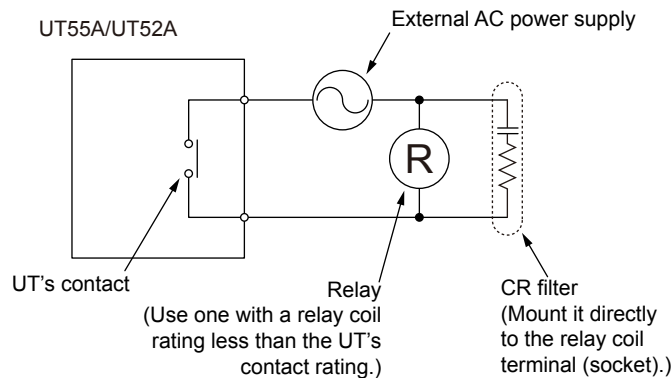 External AC power supply
UT55A/UT52A
R
UT's contact
Relay
(Use one with a relay coil
rating less than the UT's
contact rating.)
CR filter
(Mount it directly
to the relay coil
terminal (socket).)